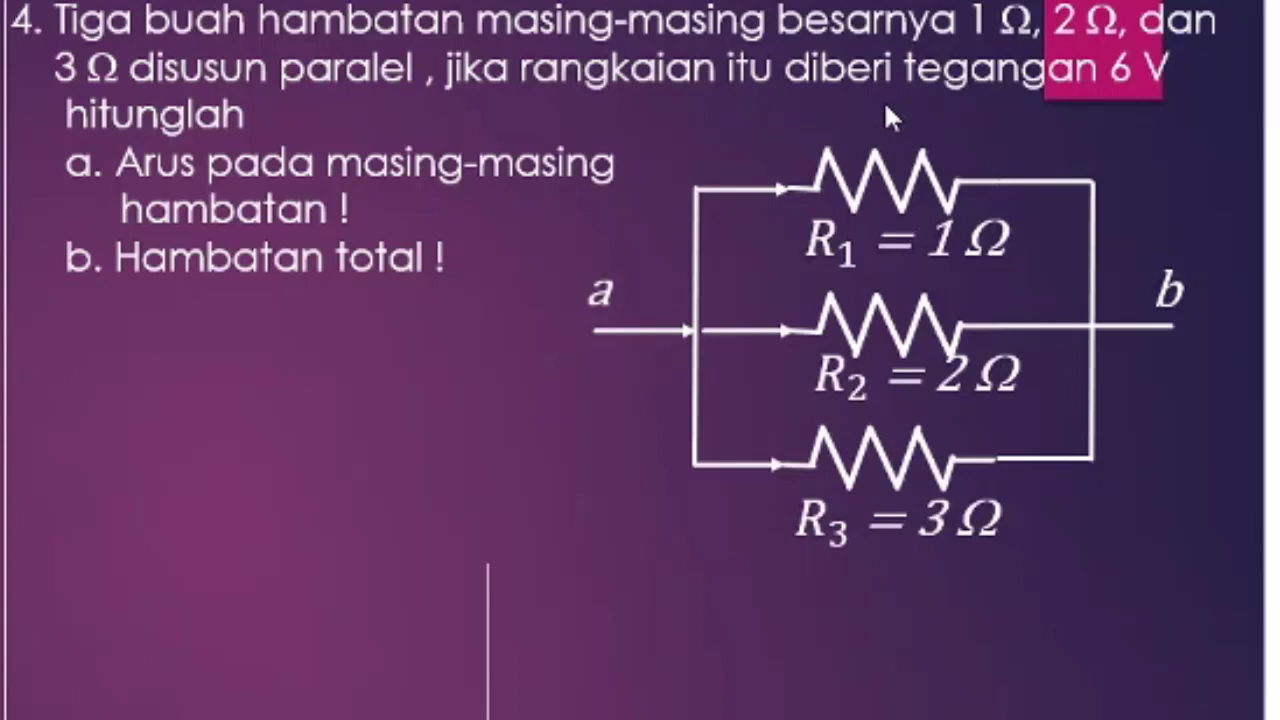 4. Tiga buah hambatan masing-masing besarnya 1 Ω, 2 Ω, dan
3 Ω disusun paralel , jika rangkaian itu diberi tegangan 6 V
hitunglah
a. Arus pada masing-masing
hambatan !
b. Hambatan total !
R₁ = 1 Ω
a
b
R₂ = 2 Ω
R₃ = 3 Ω